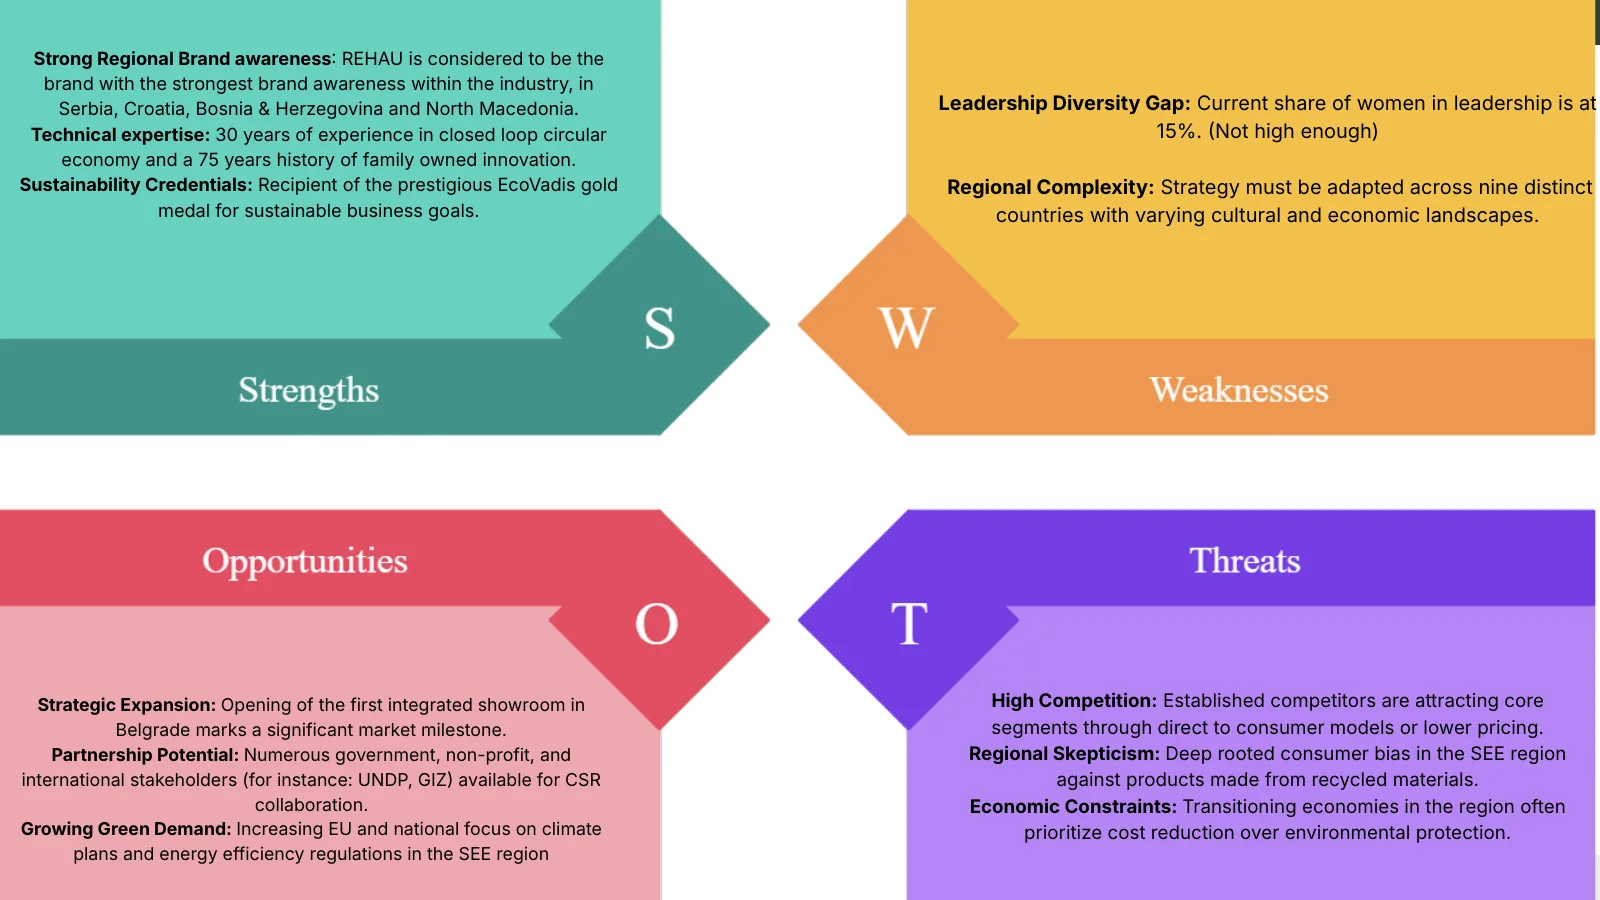 Strong Regional Brand awareness: REHAU is considered to be the
brand with the strongest brand awareness within the industry, in
Serbia, Croatia, Bosnia & Herzegovina and North Macedonia.
Technical expertise: 30 years of experience in closed loop circular
economy and a 75 years history of family owned innovation.
Sustainability Credentials: Recipient of the prestigious EcoVadis gold
medal for sustainable business goals.
S
Strengths
Leadership Diversity Gap: Current share of women in leadership is at
15%. (Not high enough)
Regional Complexity: Strategy must be adapted across nine distinct
countries with varying cultural and economic landscapes.
W
Weaknesses
Opportunities
O
Strategic Expansion: Opening of the first integrated showroom in
Belgrade marks a significant market milestone.
Partnership Potential: Numerous government, non-profit, and
international stakeholders (for instance: UNDP, GIZ) available for CSR
collaboration.
Growing Green Demand: Increasing EU and national focus on climate
plans and energy efficiency regulations in the SEE region
Threats
T
High Competition: Established competitors are attracting core
segments through direct to consumer models or lower pricing.
Regional Skepticism: Deep rooted consumer bias in the SEE region
against products made from recycled materials.
Economic Constraints: Transitioning economies in the region often
prioritize cost reduction over environmental protection.